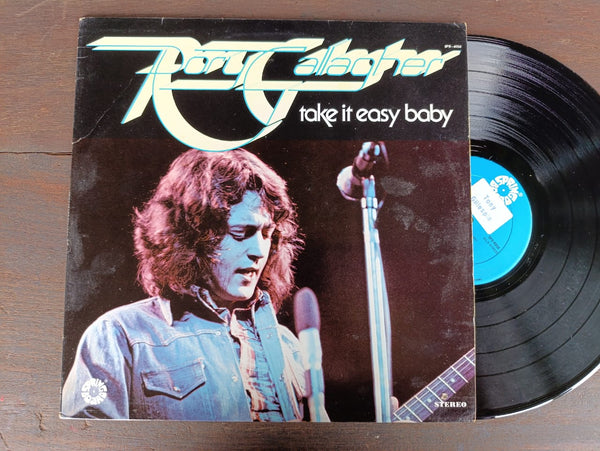 Rory Gallagher
take it easy baby
STEREO